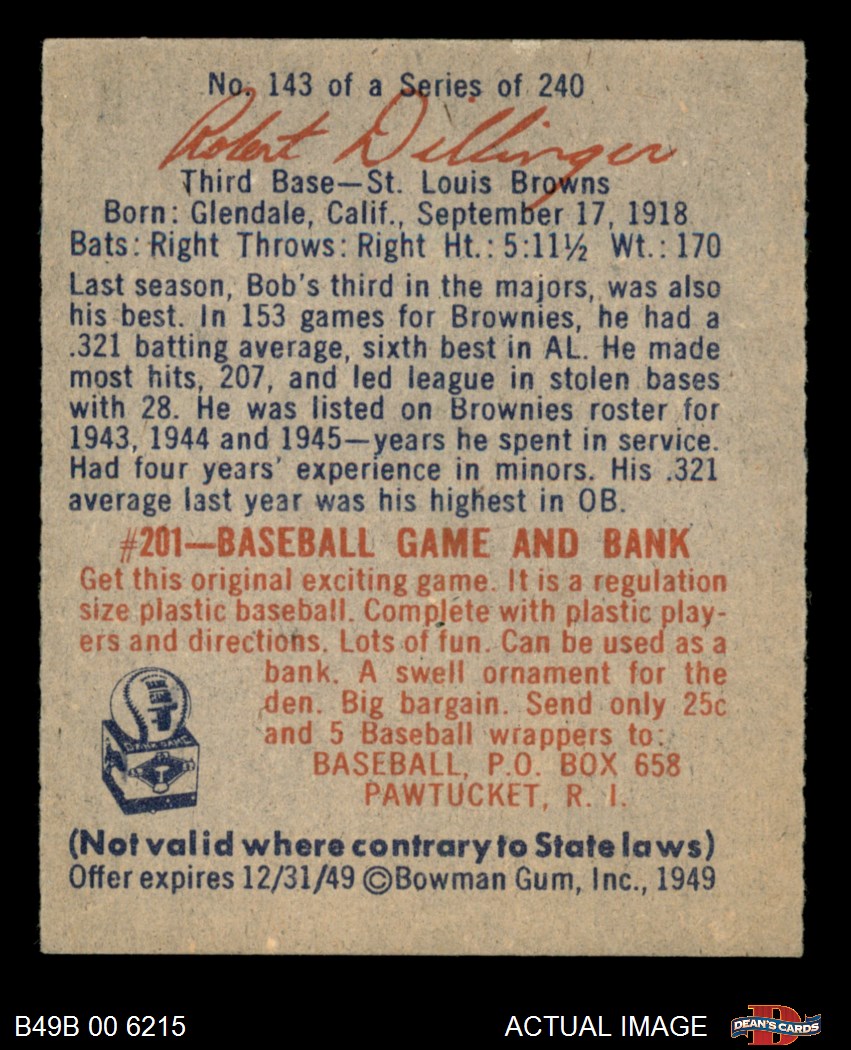 No. 143 of a Series of 240
Robert Dillinger
Third Base—St. Louis Browns
Born: Glendale, Calif., September 17, 1918
Bats: Right Throws: Right Ht.: 5:11½ Wt.: 170
Last season, Bob's third in the majors, was also
his best. In 153 games for Brownies, he had a
.321 batting average, sixth best in AL. He made
most hits, 207, and led league in stolen bases
with 28. He was listed on Brownies roster for
1943, 1944 and 1945—years he spent in service.
Had four years' experience in minors. His .321
average last year was his highest in OB.
#201—BASEBALL GAME AND BANK
Get this original exciting game. It is a regulation
size plastic baseball. Complete with plastic play-
ers and directions. Lots of fun. Can be used as a
bank. A swell ornament for the
den. Big bargain. Send only 25c
and 5 Baseball wrappers to:
BASEBALL, P.O. BOX 658
PAWTUCKET, R. I.
(Not valid where contrary to State laws)
Offer expires 12/31/49 ©Bowman Gum, Inc., 1949
B49B 00 6215
ACTUAL IMAGE
DEAN'S CARDS